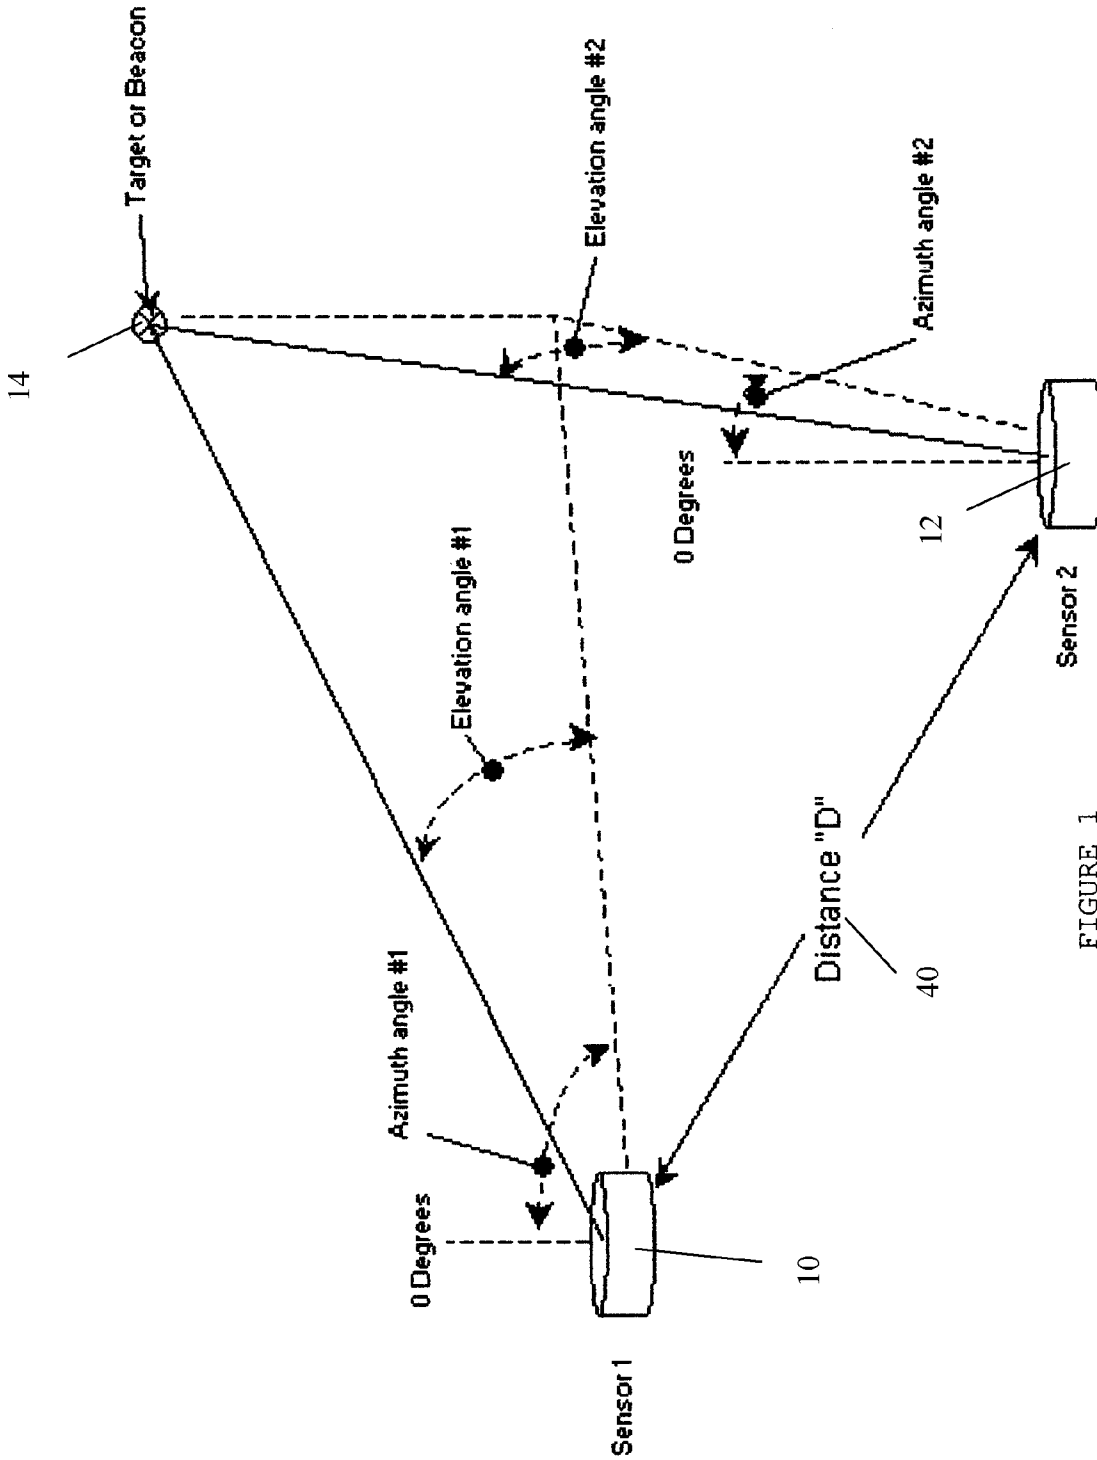 14
Target or Beacon
Elevation angle #2
Azimuth angle #2
Elevation angle #1
0 Degrees
12
Sensor 2
Azimuth angle #1
0 Degrees
Distance "D"
40
10
Sensor 1
FIGURE 1